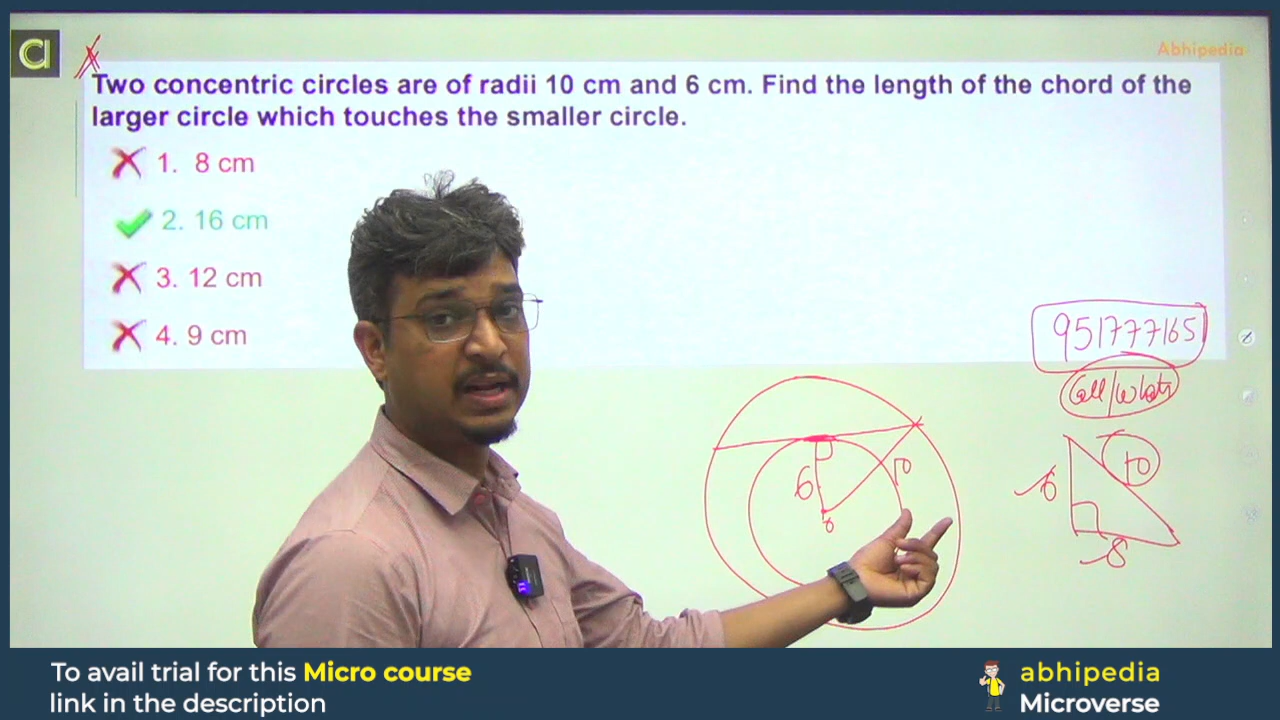 Abhipedia
Two concentric circles are of radii 10 cm and 6 cm. Find the length of the chord of the
larger circle which touches the smaller circle.
1. 8 cm
2. 16 cm
3. 12 cm
4. 9 cm
951777165
Call/Whats
6
10
6
10
8
o
To avail trial for this Micro course
link in the description
abhipedia
Microverse